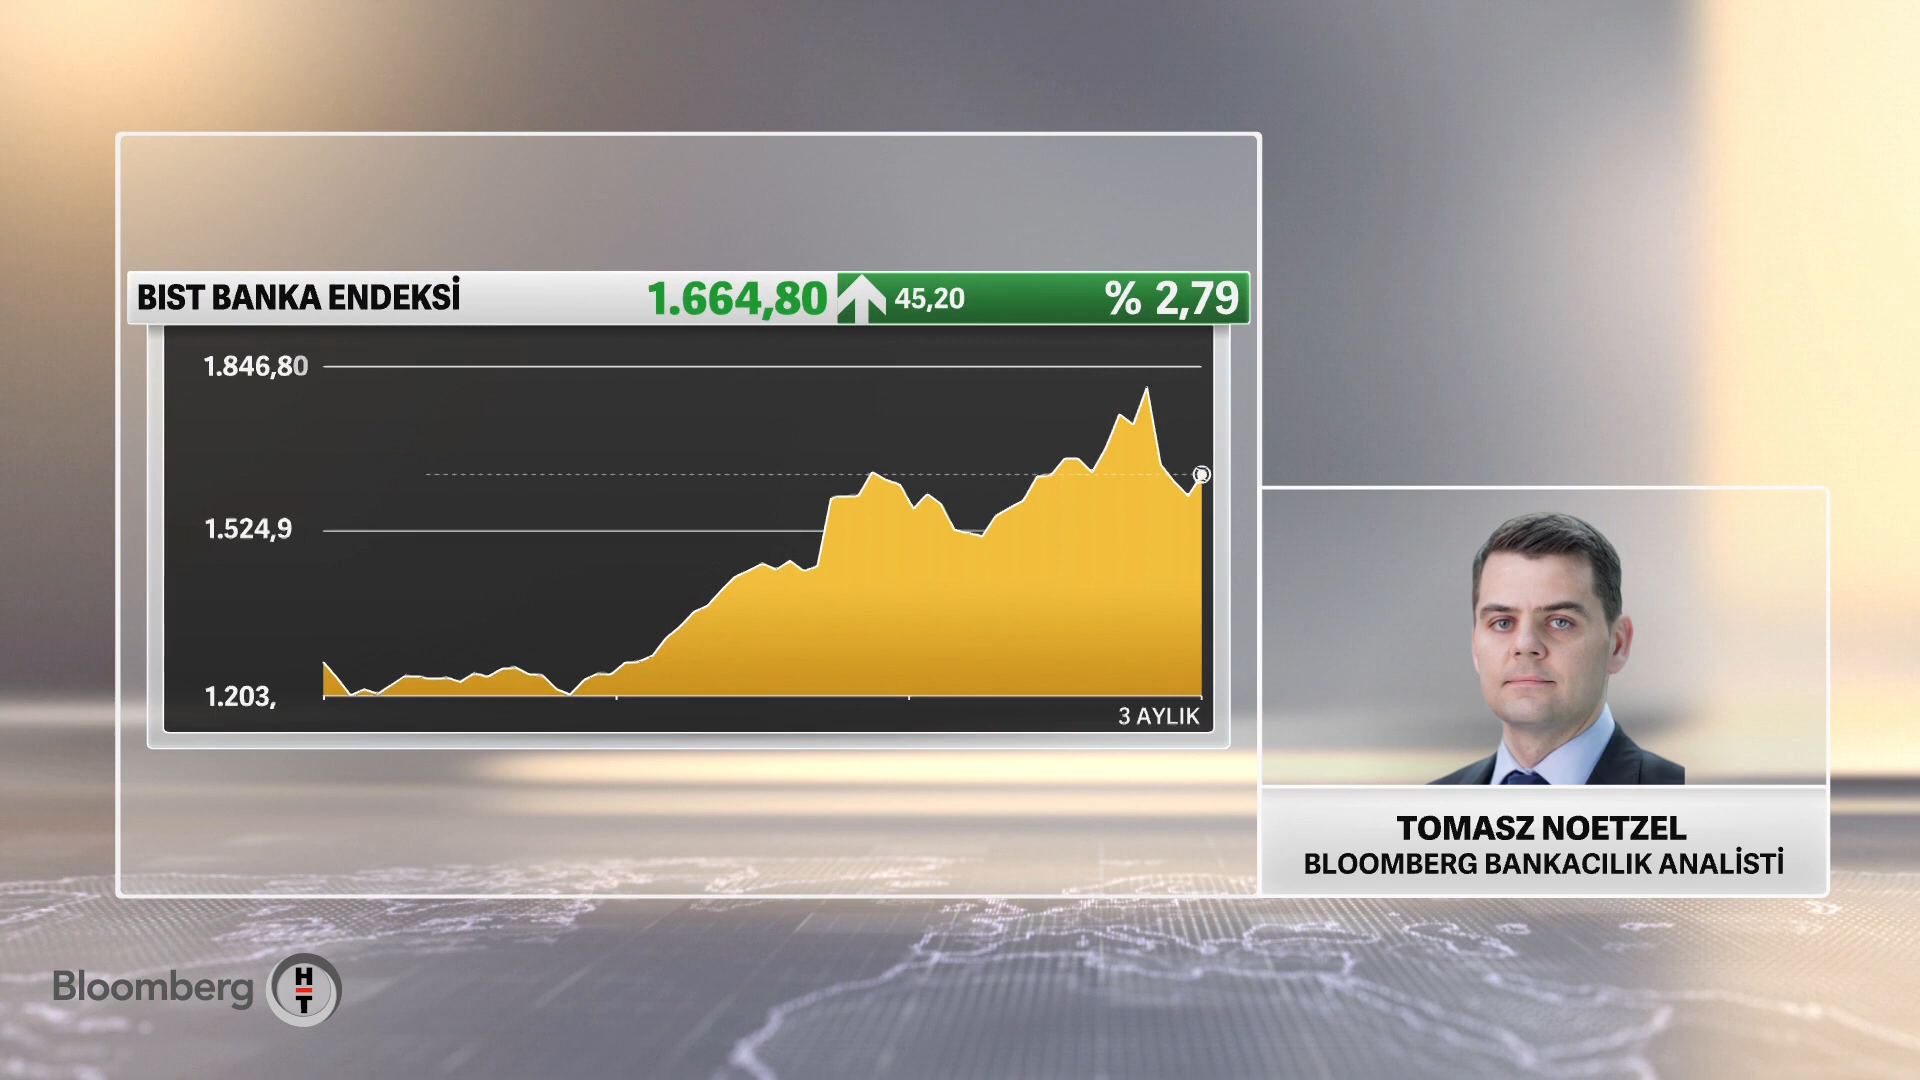 BIST BANKA ENDEKSİ 1.664,80 45,20 % 2,79
1.846,80
1.524,9
1.203,
3 AYLIK
TOMASZ NOETZEL
BLOOMBERG BANKACILIK ANALİSTİ
Bloomberg HT